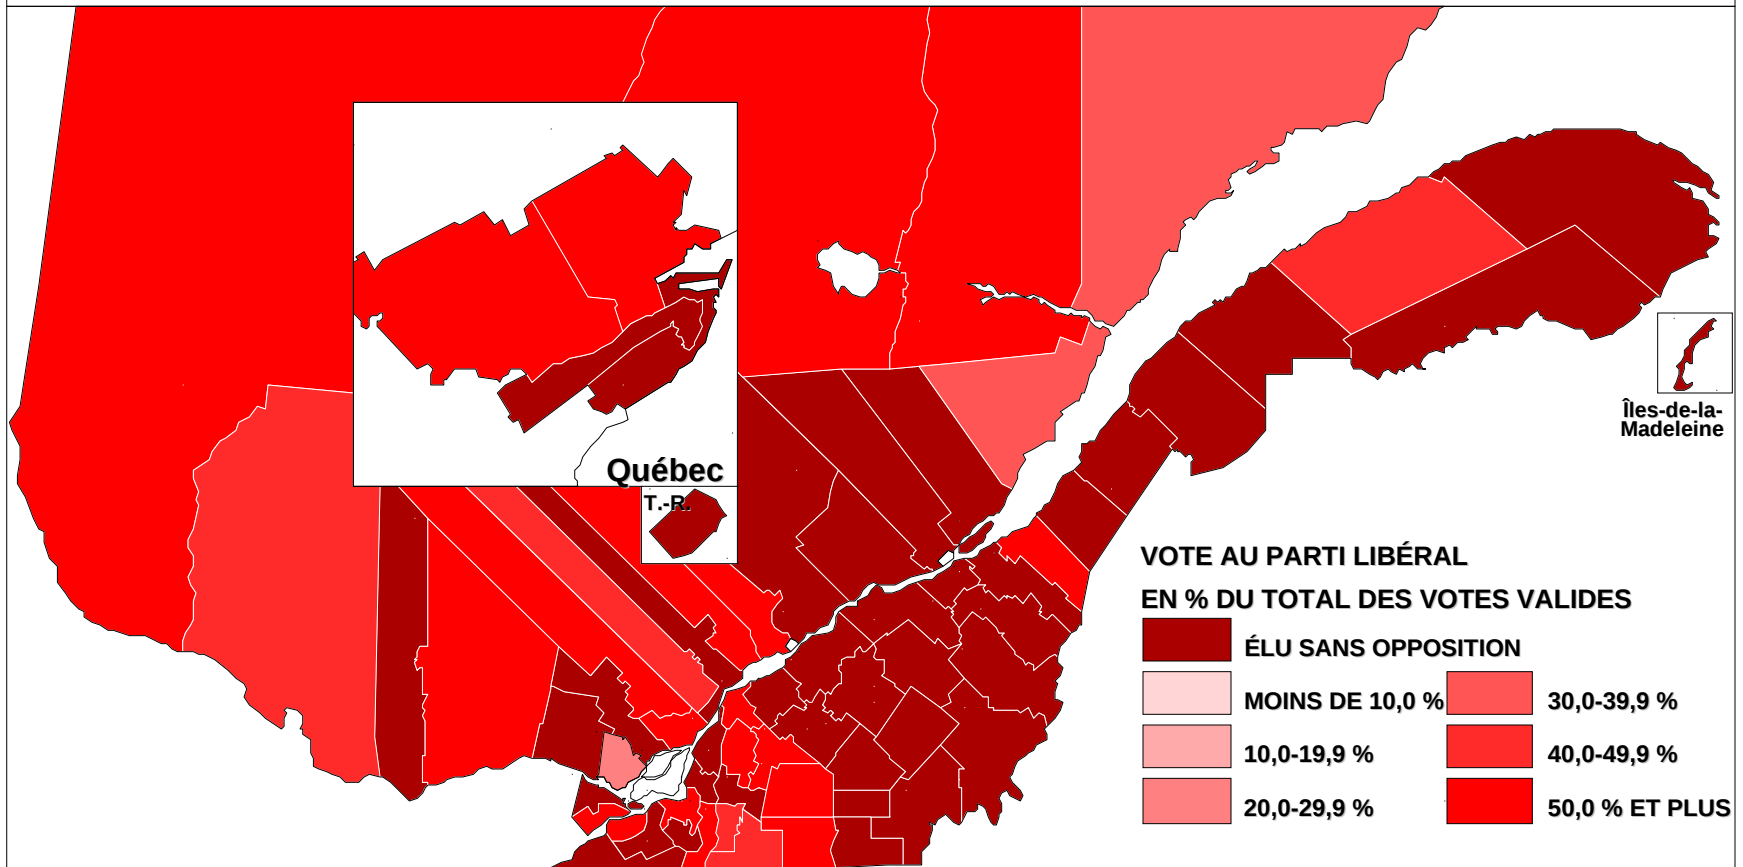 Québec
T.-R.
Îles-de-la-
Madeleine
VOTE AU PARTI LIBÉRAL
EN % DU TOTAL DES VOTES VALIDES
ÉLU SANS OPPOSITION
MOINS DE 10,0 %
10,0-19,9 %
20,0-29,9 %
30,0-39,9 %
40,0-49,9 %
50,0 % ET PLUS